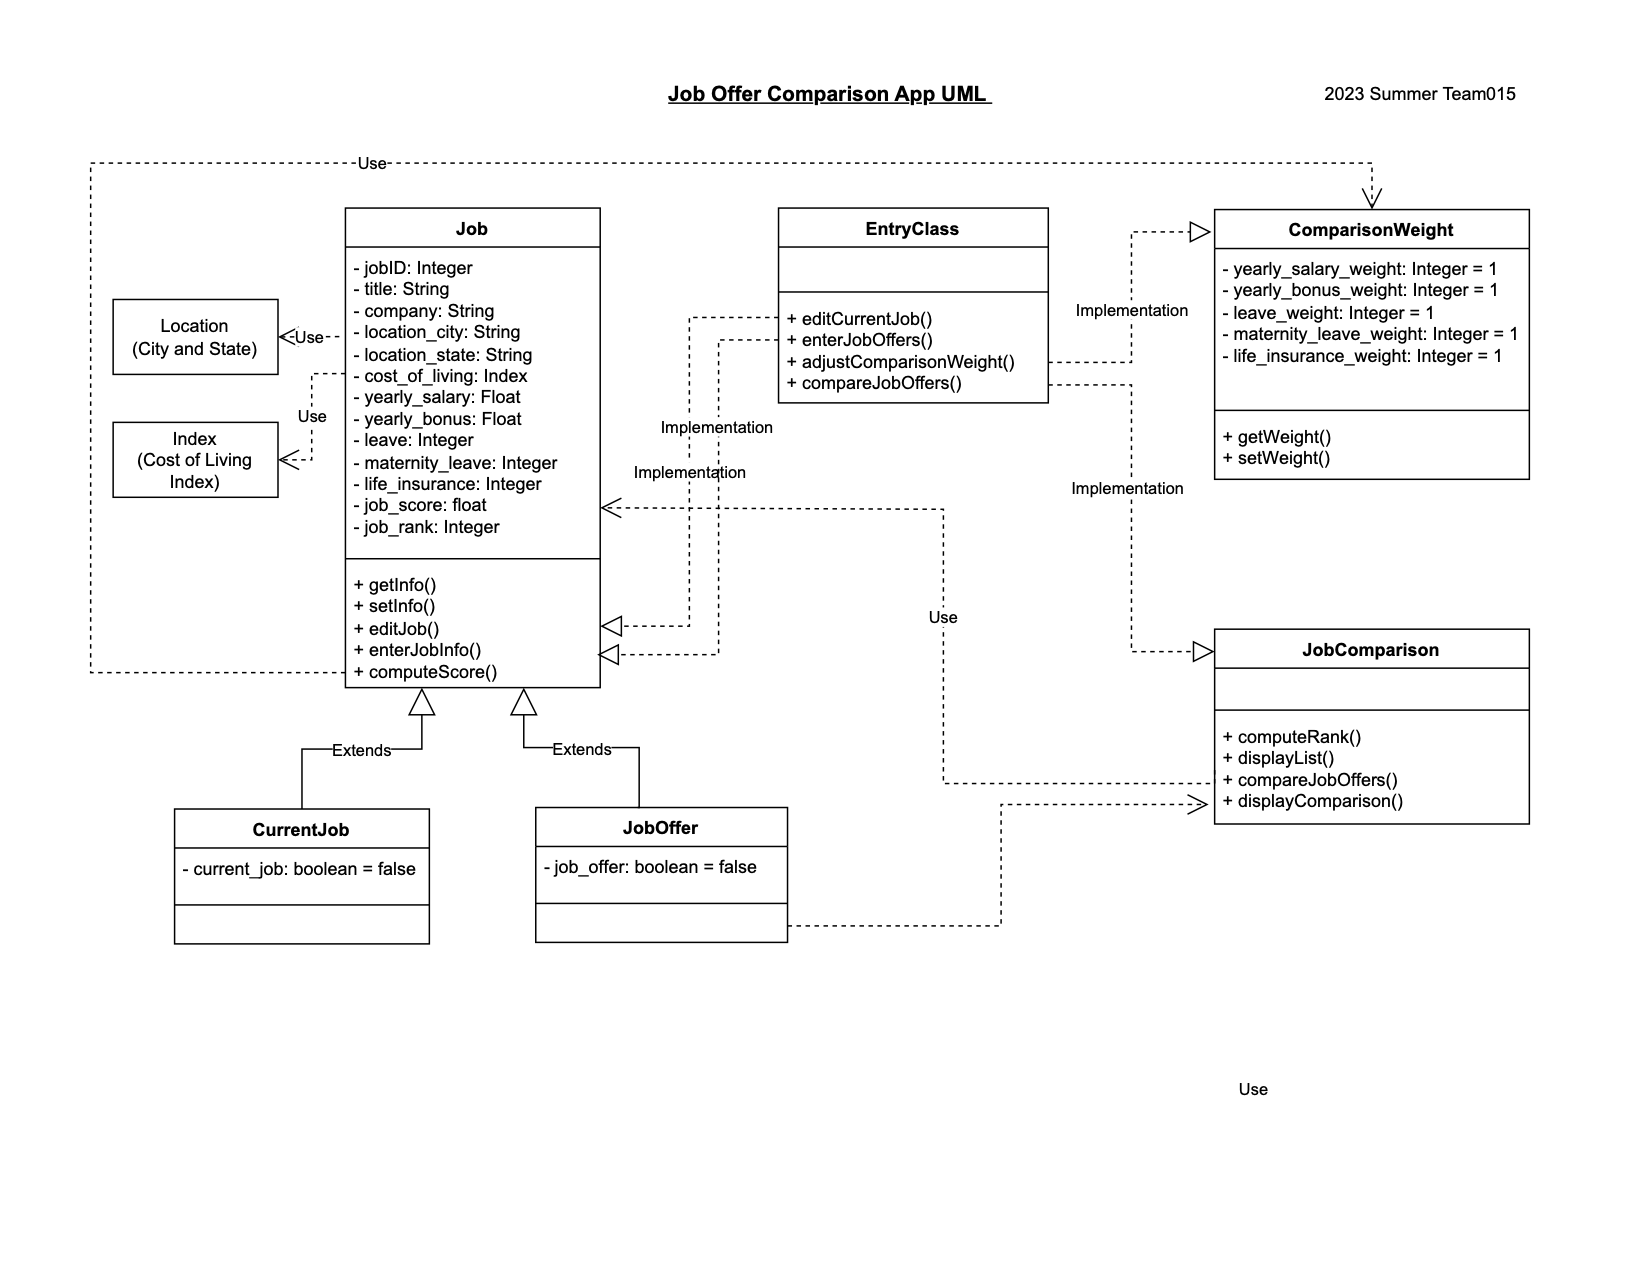 Job Offer Comparison App UML
2023 Summer Team015
Use
Job
- jobID: Integer
- title: String
- company: String
- location_city: String
- location_state: String
- cost_of_living: Index
- yearly_salary: Float
- yearly_bonus: Float
- leave: Integer
- maternity_leave: Integer
- life_insurance: Integer
- job_score: float
- job_rank: Integer
+ getInfo()
+ setInfo()
+ editJob()
+ enterJobInfo()
+ computeScore()
Location
(City and State)
Use
Use
Index
(Cost of Living
Index)
EntryClass
+ editCurrentJob()
+ enterJobOffers()
+ adjustComparisonWeight()
+ compareJobOffers()
Implementation
Implementation
Implementation
Implementation
ComparisonWeight
- yearly_salary_weight: Integer = 1
- yearly_bonus_weight: Integer = 1
- leave_weight: Integer = 1
- maternity_leave_weight: Integer = 1
- life_insurance_weight: Integer = 1
+ getWeight()
+ setWeight()
Use
JobComparison
+ computeRank()
+ displayList()
+ compareJobOffers()
+ displayComparison()
Extends
Extends
CurrentJob
- current_job: boolean = false
JobOffer
- job_offer: boolean = false
Use